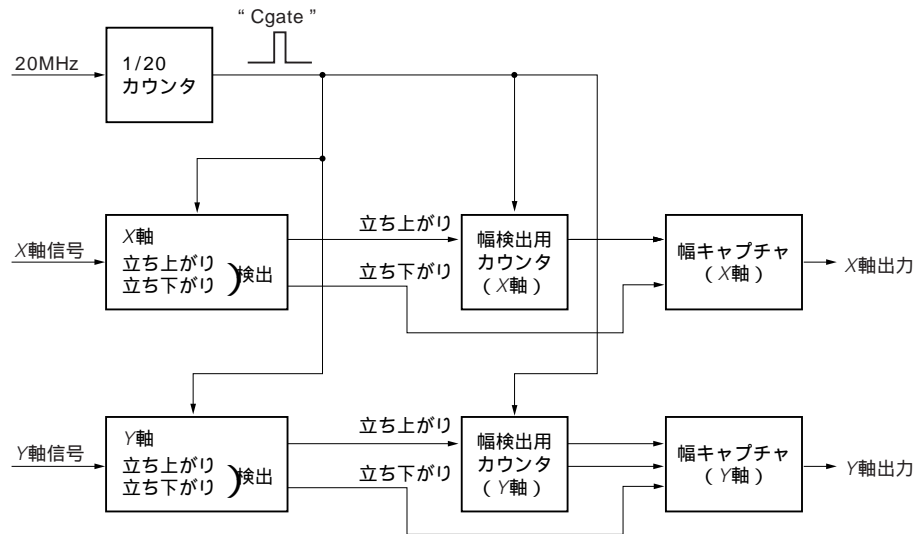 “ Cgate ”
20MHz
1/20
カウンタ
X軸信号
X軸
立ち上がり
立ち下がり
)検出
立ち上がり
立ち下がり
幅検出用
カウンタ
（X軸）
幅キャプチャ
（X軸）
X軸出力
Y軸信号
Y軸
立ち上がり
立ち下がり
)検出
立ち上がり
立ち下がり
幅検出用
カウンタ
（Y軸）
幅キャプチャ
（Y軸）
Y軸出力